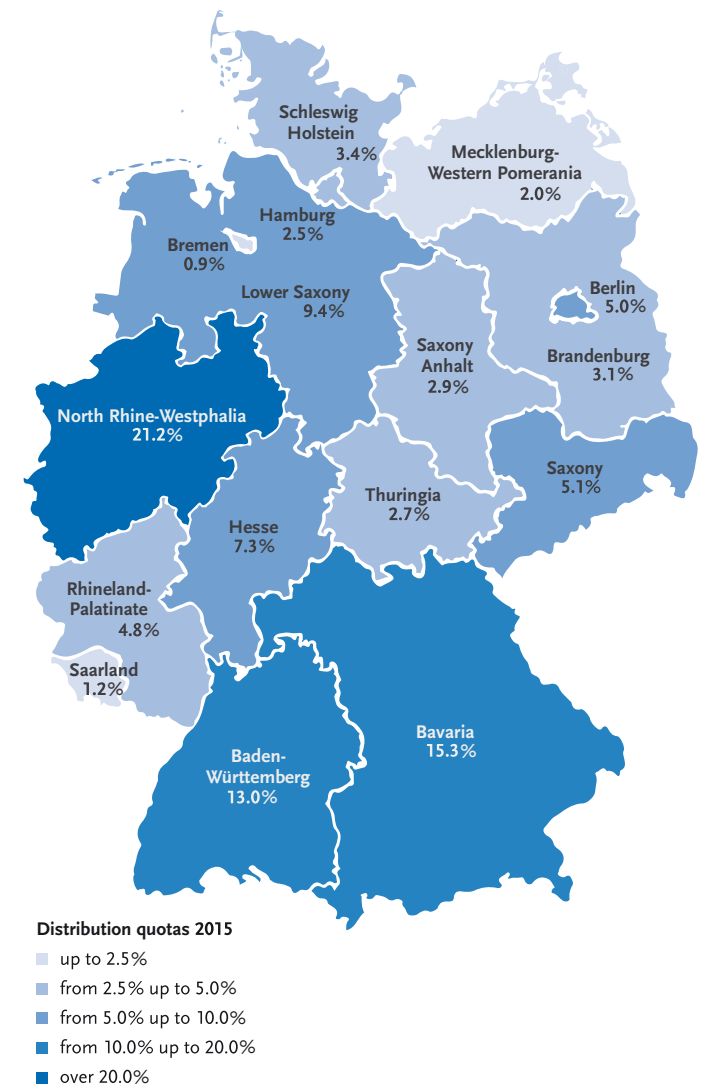 Schleswig
Holstein
3.4%
Mecklenburg-
Western Pomerania
2.0%
Hamburg
2.5%
Bremen
0.9%
Lower Saxony
9.4%
Berlin
5.0%
Saxony
Anhalt
2.9%
Brandenburg
3.1%
North Rhine-Westphalia
21.2%
Saxony
5.1%
Thuringia
2.7%
Hesse
7.3%
Rhineland-
Palatinate
4.8%
Saarland
1.2%
Bavaria
15.3%
Baden-
Württemberg
13.0%
Distribution quotas 2015
up to 2.5%
from 2.5% up to 5.0%
from 5.0% up to 10.0%
from 10.0% up to 20.0%
over 20.0%